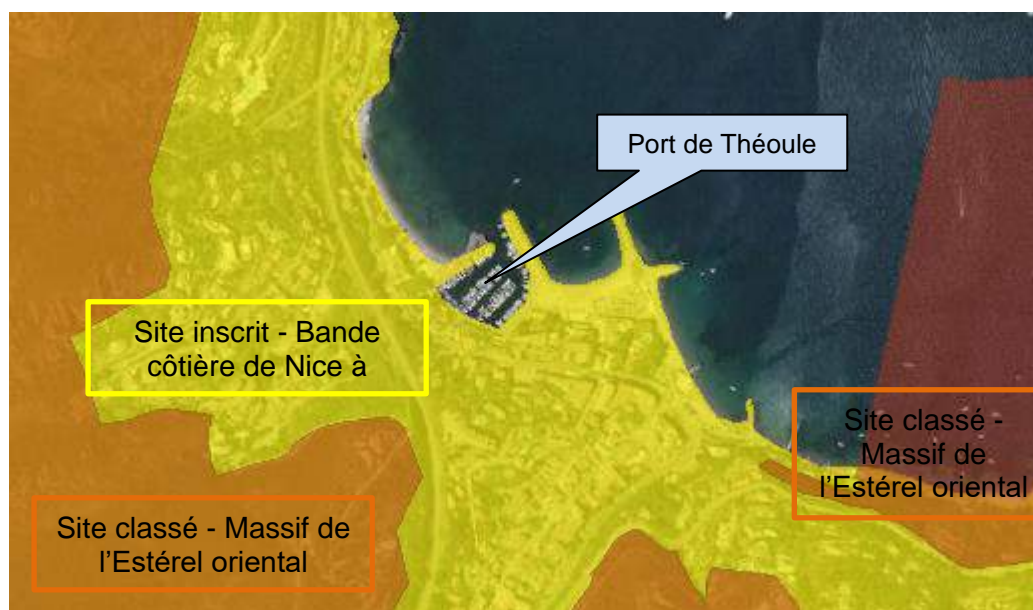 Port de Théoule
Site inscrit - Bande
côtière de Nice à
Site classé -
Massif de
l'Estérel oriental
Site classé - Massif de
l'Estérel oriental